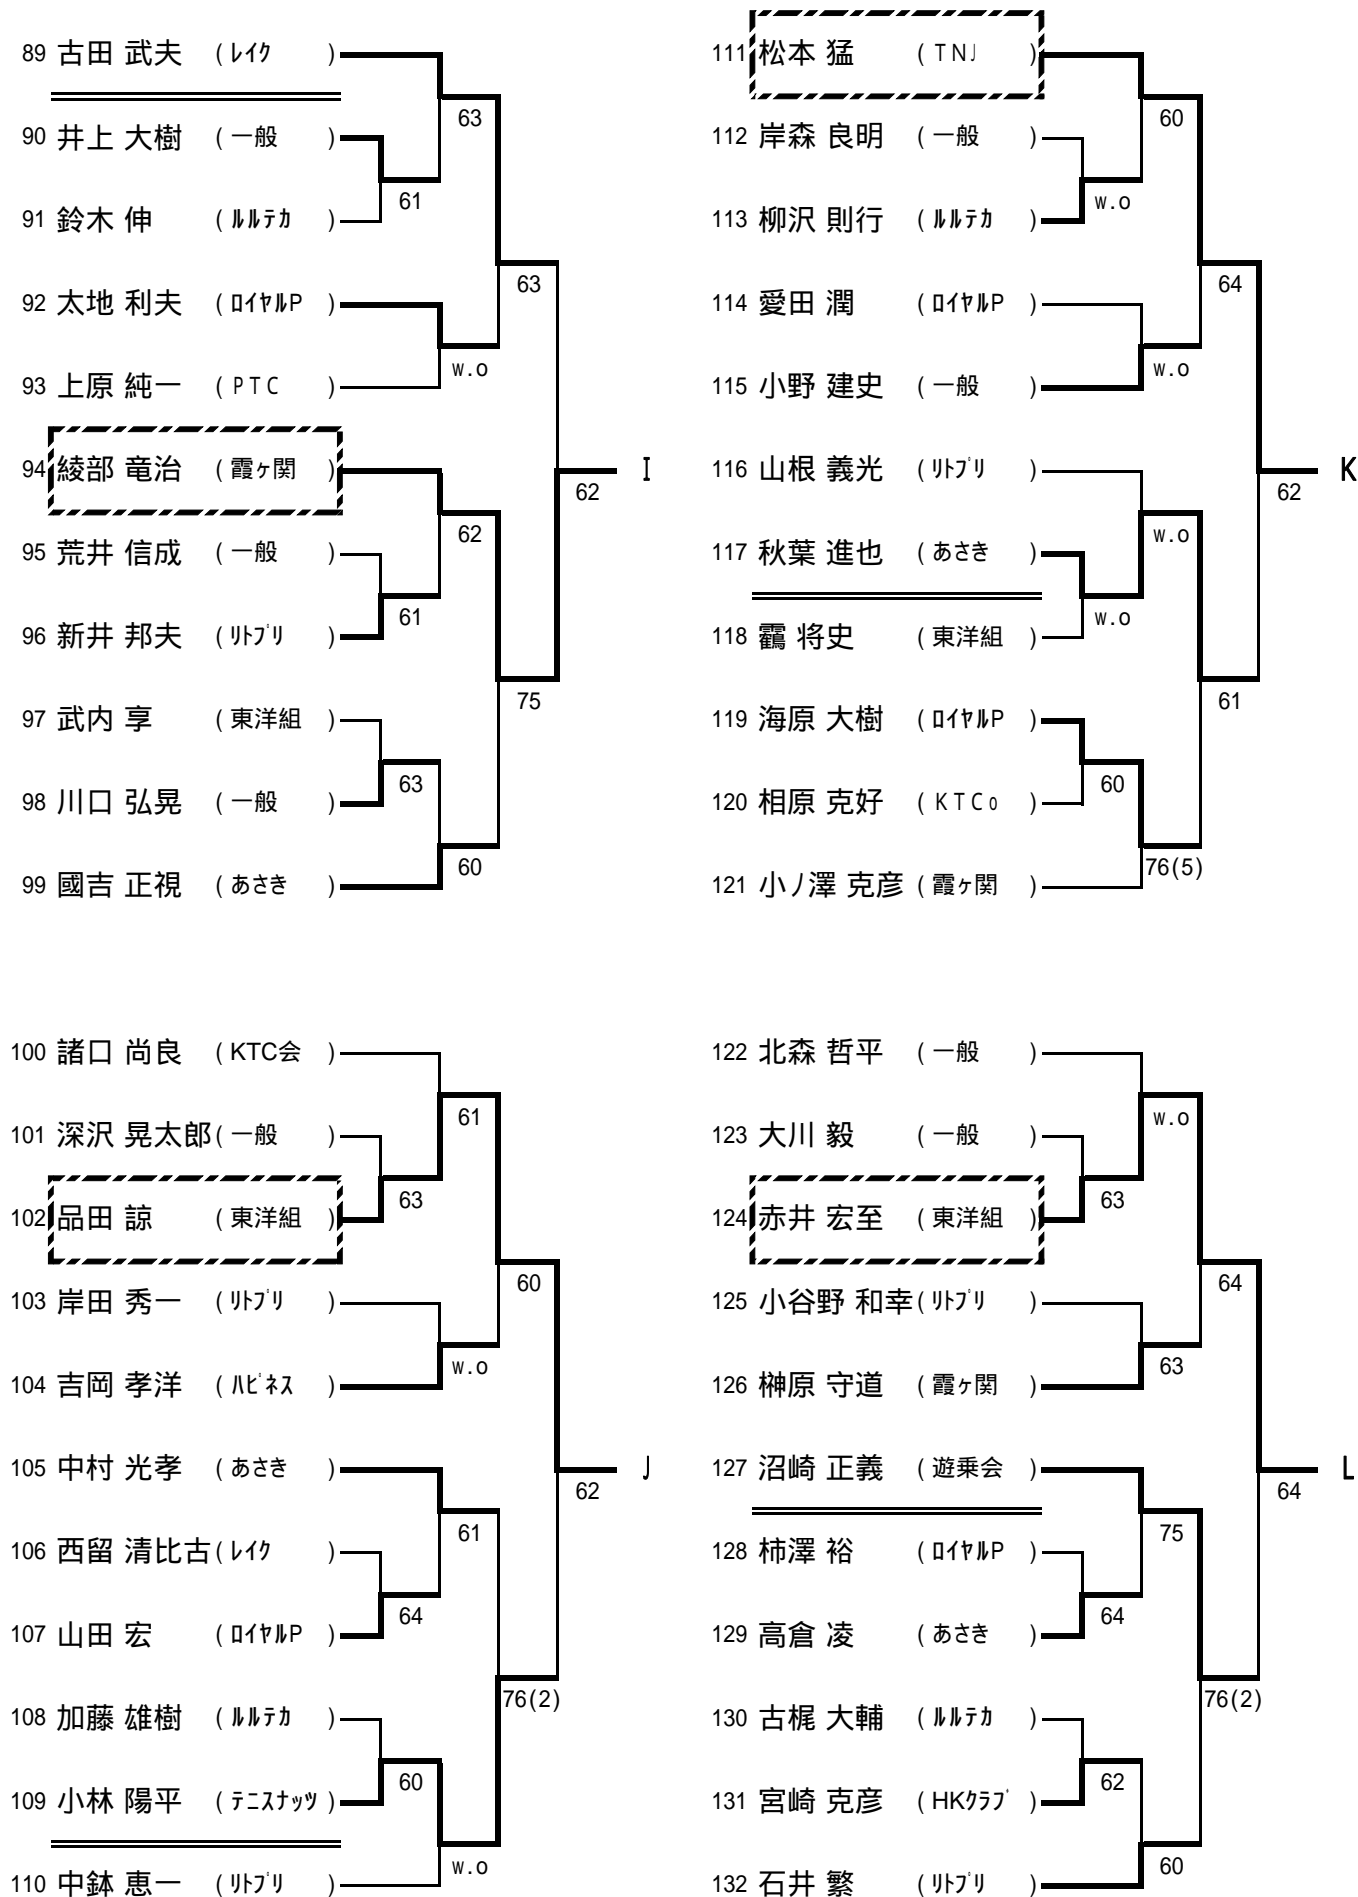 89 古田 武夫 (ﾚｲｸ )
63
90 井上 大樹 (一般 )
61
91 鈴木 伸 (ﾙﾙﾃｶ )
63
92 太地 利夫 (ﾛｲﾔﾙP )
w.o
93 上原 純一 (PTC )
94 綾部 竜治 (霞ヶ関 )
62 I
62
95 荒井 信成 (一般 )
61
96 新井 邦夫 (ﾘﾄﾌﾟﾘ )
75
97 武内 享 (東洋組 )
63
98 川口 弘晃 (一般 )
60
99 國吉 正視 (あさき )
100 諸口 尚良 (KTC会 )
61
101 深沢 晃太郎 (一般 )
63
102 品田 諒 (東洋組 )
60
103 岸田 秀一 (ﾘﾄﾌﾟﾘ )
w.o
104 吉岡 孝洋 (ﾊﾋﾟﾈｽ )
105 中村 光孝 (あさき )
62 J
61
106 西留 清比古 (ﾚｲｸ )
64
107 山田 宏 (ﾛｲﾔﾙP )
76(2)
108 加藤 雄樹 (ﾙﾙﾃｶ )
60
109 小林 陽平 (ﾃﾆｽﾅｯﾂ )
w.o
110 中鉢 恵一 (ﾘﾄﾌﾟﾘ )
111 松本 猛 (TNJ )
60
112 岸森 良明 (一般 )
w.o
113 柳沢 則行 (ﾙﾙﾃｶ )
64
114 愛田 潤 (ﾛｲﾔﾙP )
w.o
115 小野 建史 (一般 )
116 山根 義光 (ﾘﾄﾌﾟﾘ )
62 K
w.o
117 秋葉 進也 (あさき )
w.o
118 靍 将史 (東洋組 )
61
119 海原 大樹 (ﾛｲﾔﾙP )
60
120 相原 克好 (KTCo )
76(5)
121 小ノ澤 克彦 (霞ヶ関 )
122 北森 哲平 (一般 )
w.o
123 大川 毅 (一般 )
63
124 赤井 宏至 (東洋組 )
64
125 小谷野 和幸 (ﾘﾄﾌﾟﾘ )
63
126 榊原 守道 (霞ヶ関 )
127 沼崎 正義 (遊乗会 )
64 L
75
128 柿澤 裕 (ﾛｲﾔﾙP )
64
129 高倉 凌 (あさき )
76(2)
130 古梶 大輔 (ﾙﾙﾃｶ )
62
131 宮崎 克彦 (HKｸﾗﾌﾞ )
60
132 石井 繁 (ﾘﾄﾌﾟﾘ )